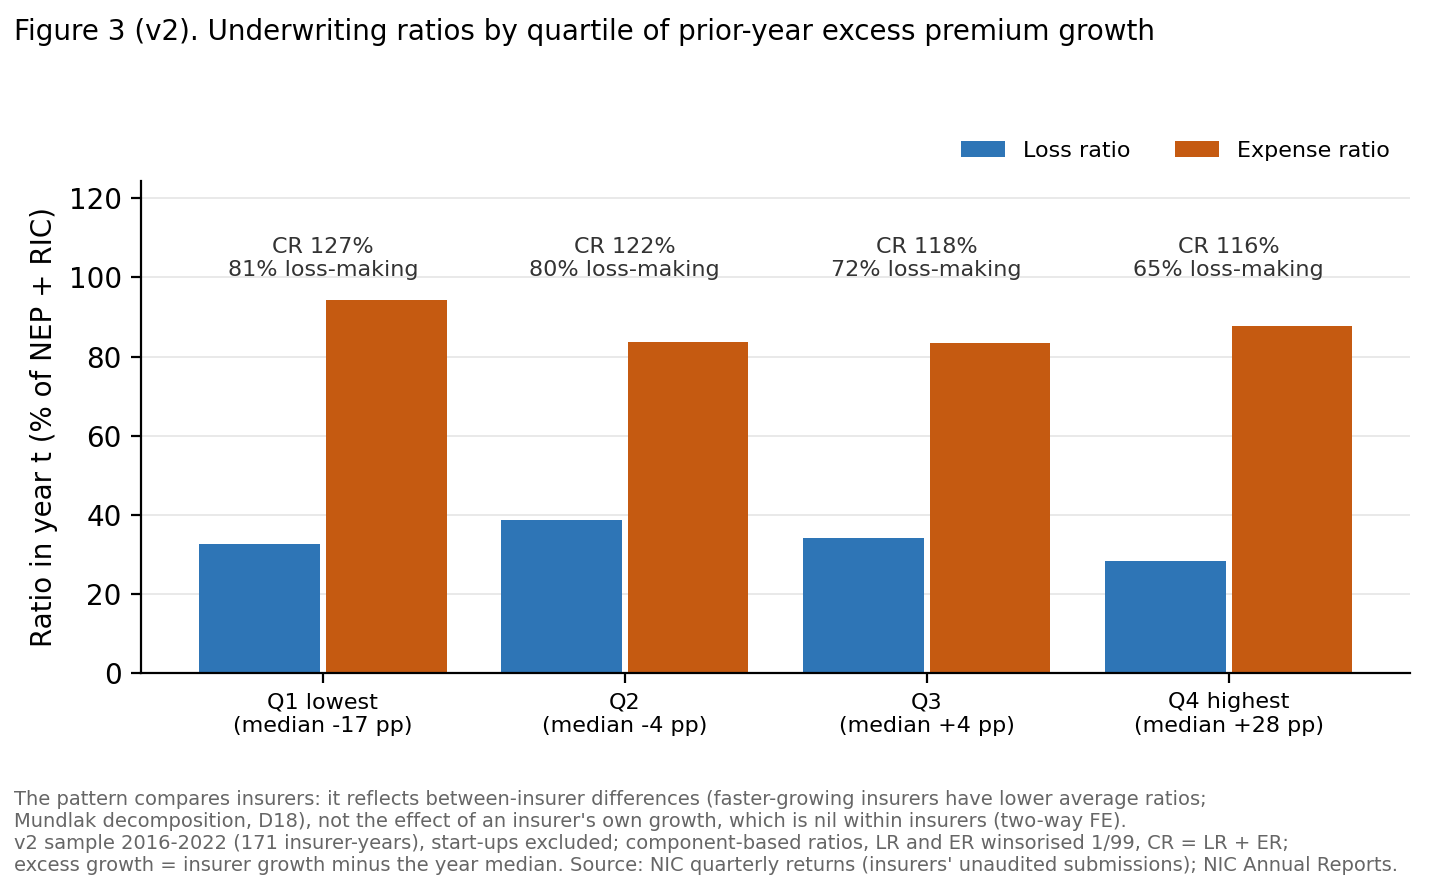 Figure 3 (v2). Underwriting ratios by quartile of prior-year excess premium growth
Loss ratio
Expense ratio
Ratio in year t (% of NEP + RIC)
120
100
80
60
40
20
0
CR 127%
81% loss-making
CR 122%
80% loss-making
CR 118%
72% loss-making
CR 116%
65% loss-making
Q1 lowest
(median -17 pp)
Q2
(median -4 pp)
Q3
(median +4 pp)
Q4 highest
(median +28 pp)
The pattern compares insurers: it reflects between-insurer differences (faster-growing insurers have lower average ratios;
Mundlak decomposition, D18), not the effect of an insurer's own growth, which is nil within insurers (two-way FE).
v2 sample 2016-2022 (171 insurer-years), start-ups excluded; component-based ratios, LR and ER winsorised 1/99, CR = LR + ER;
excess growth = insurer growth minus the year median. Source: NIC quarterly returns (insurers' unaudited submissions); NIC Annual Reports.